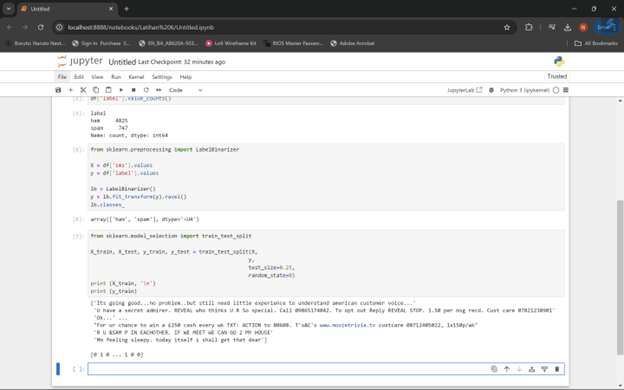 Untitled
localhost:8888/notebooks/Latihan%206/Untitled.ipynb
Boruto: Naruto Next...
Sign In Purchase S...
EN_B4_AB620A-S01...
LoFi Wireframe Kit
BIOS Master Passwo...
Adobe Acrobat
All Bookmarks
jupyter Untitled Last Checkpoint: 32 minutes ago
File Edit View Run Kernel Settings Help
Trusted
Code
JupyterLab
Python 3 (ipykernel)
df['label'].value_counts()
label
ham 4825
spam 747
Name: count, dtype: int64
[8]: from sklearn.preprocessing import LabelBinarizer
X = df['sms'].values
y = df['label'].values
lb = LabelBinarizer()
y = lb.fit_transform(y).ravel()
lb.classes_
[8]: array(['ham', 'spam'], dtype='<U4')
[9]: from sklearn.model_selection import train_test_split
X_train, X_test, y_train, y_test = train_test_split(X,
y,
test_size=0.25,
random_state=0)
print (X_train, '\n')
print (y_train)
['Its going good...no problem..but still need little experience to understand american customer voice...'
'U have a secret admirer. REVEAL who thinks U R So special. Call 09065174042. To opt out Reply REVEAL STOP. 1.50 per msg recd. Cust care 07821230901'
'Ok...' ...
"For ur chance to win a £250 cash every wk TXT: ACTION to 80608. T's&C's www.movietrivia.tv custcare 08712405022, 1x150p/wk"
'R U &SAM P IN EACHOTHER. IF WE MEET WE CAN GO 2 MY HOUSE'
'Mm feeling sleepy. today itself i shall get that dear']
[0 1 0 ... 1 0 0]
[ ]: